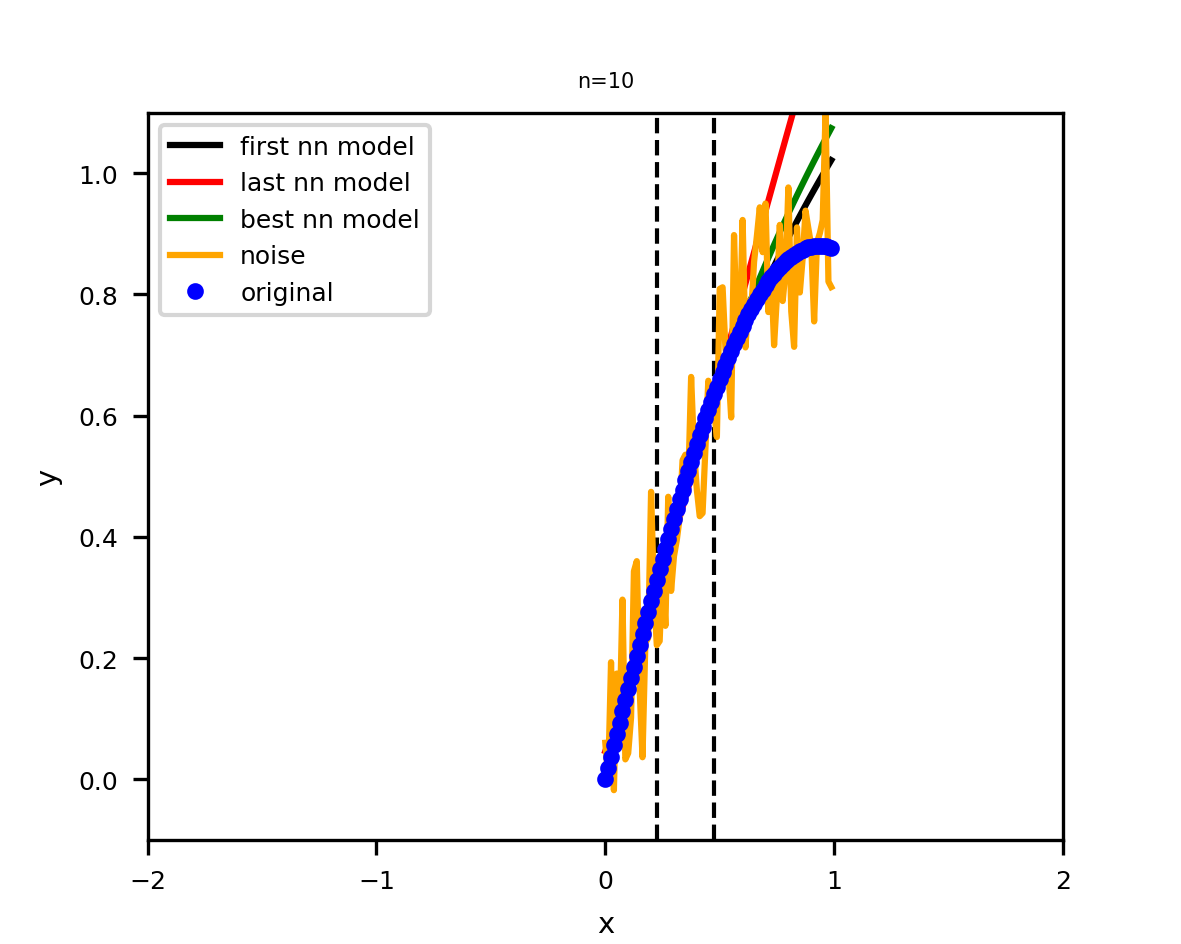 n=10
first nn model
last nn model
best nn model
noise
original
1.0
0.8
0.6
0.4
0.2
0.0
y
−2
−1
0
1
2
x